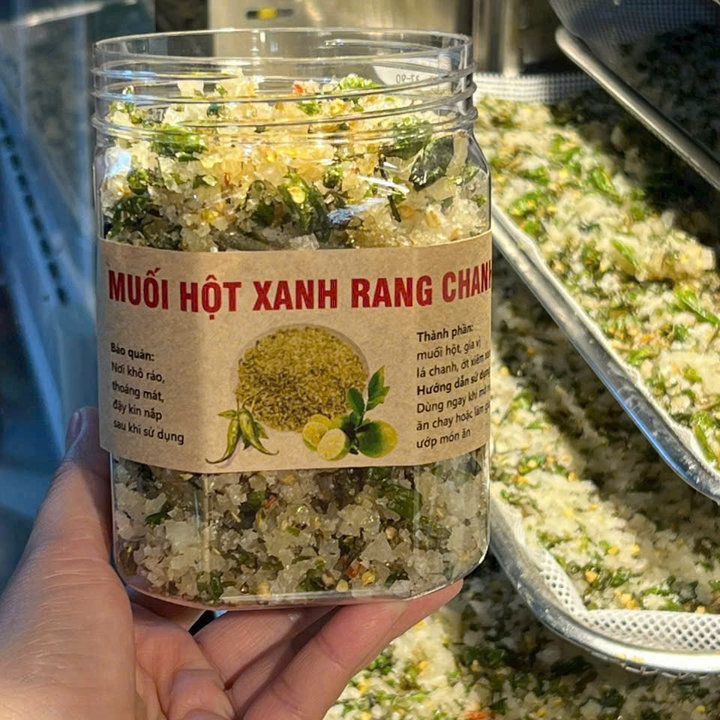 MUỐI HỘT XANH RANG CHANH
Bảo quản:
Nơi khô ráo,
thoáng mát,
đậy kín nắp
sau khi sử dụng
Thành phần:
muối hột, gia vị
lá chanh, ớt xiêm
Hướng dẫn sử dụng
Dùng ngay khi
ăn chay hoặc làm
ướp món ăn